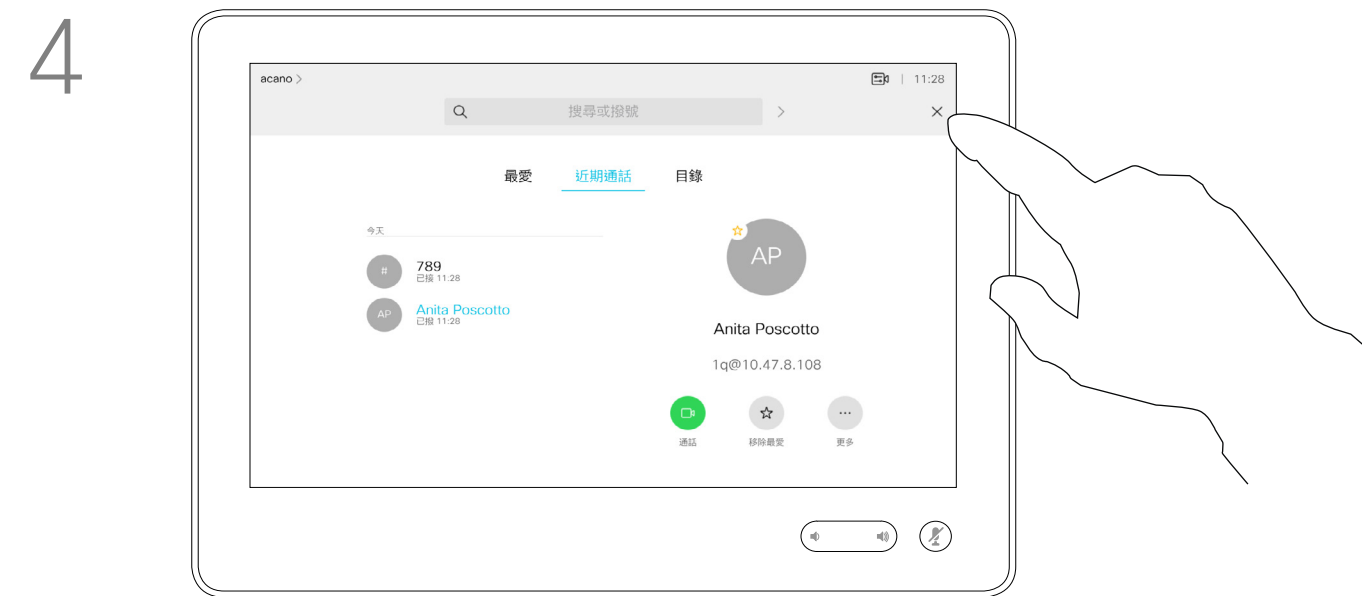 4
acano >
11:28
搜尋或撥號
最愛
近期通話
目錄
今天
#
789
已接 11:28
AP
Anita Poscotto
已撥 11:28
AP
Anita Poscotto
1q@10.47.8.108
通話
移除最愛
更多